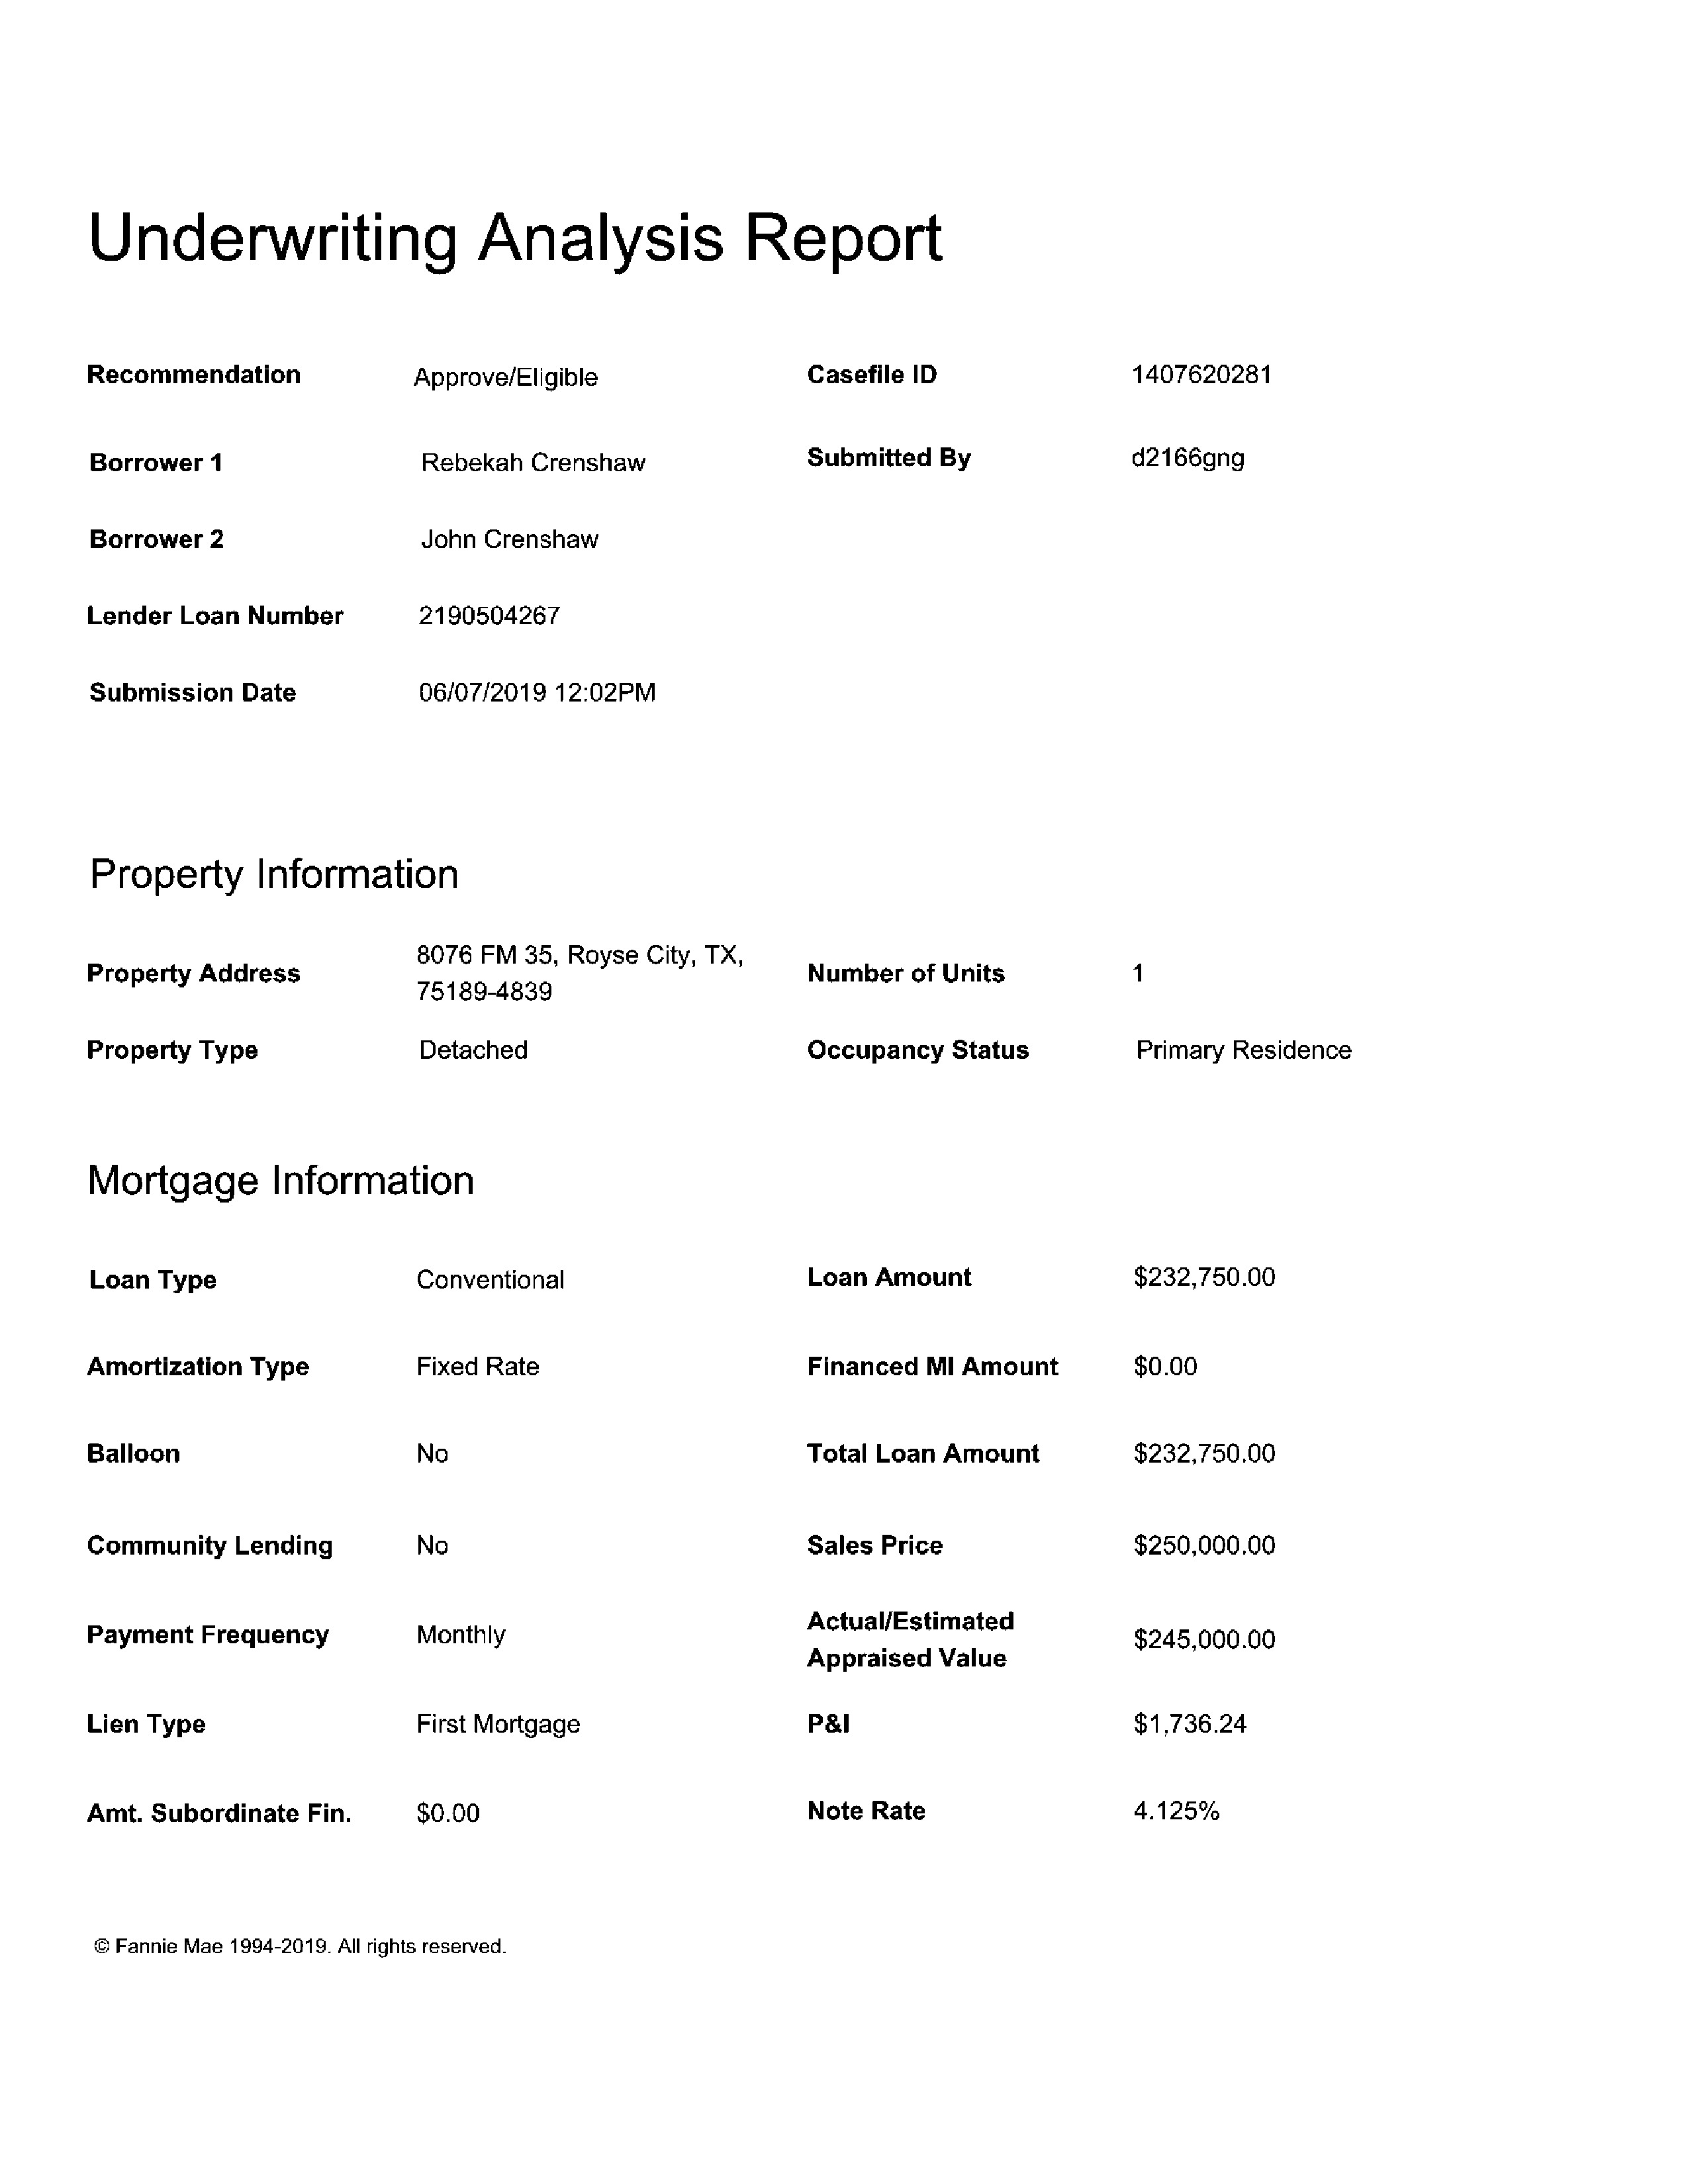 Underwriting Analysis Report
Recommendation Approve/Eligible Casefile ID 1407620281
Borrower 1 Rebekah Crenshaw Submitted By d2166gng
Borrower 2 John Crenshaw
Lender Loan Number 2190504267
Submission Date 06/07/2019 12:02PM
Property Information
Property Address 8076 FM 35, Royse City, TX, Number of Units 1
75189-4839
Property Type Detached Occupancy Status Primary Residence
Mortgage Information
Loan Type Conventional Loan Amount $232,750.00
Amortization Type Fixed Rate Financed MI Amount $0.00
Balloon No Total Loan Amount $232,750.00
Community Lending No Sales Price $250,000.00
Payment Frequency Monthly Actual/Estimated
Appraised Value $245,000.00
Lien Type First Mortgage P&I $1,736.24
Amt. Subordinate Fin. $0.00 Note Rate 4.125%
© Fannie Mae 1994-2019. All rights reserved.